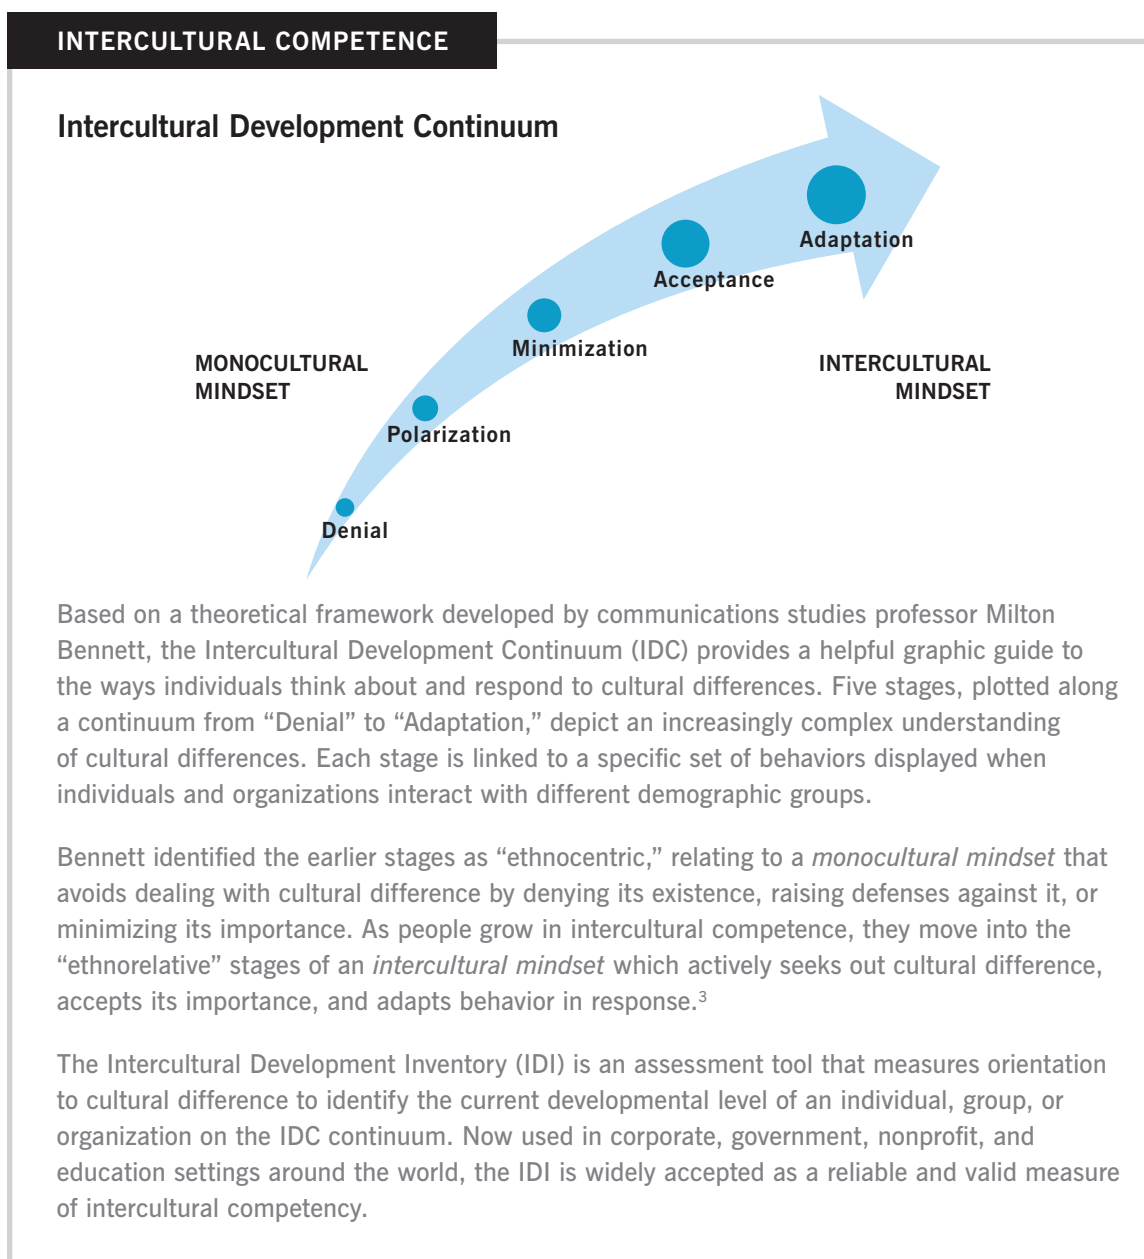 INTERCULTURAL COMPETENCE
Intercultural Development Continuum
Adaptation
Acceptance
Minimization
MONOCULTURAL
MINDSET
INTERCULTURAL
MINDSET
Polarization
Denial
Based on a theoretical framework developed by communications studies professor Milton
Bennett, the Intercultural Development Continuum (IDC) provides a helpful graphic guide to
the ways individuals think about and respond to cultural differences. Five stages, plotted along
a continuum from “Denial” to “Adaptation,” depict an increasingly complex understanding
of cultural differences. Each stage is linked to a specific set of behaviors displayed when
individuals and organizations interact with different demographic groups.
Bennett identified the earlier stages as “ethnocentric,” relating to a monocultural mindset that
avoids dealing with cultural difference by denying its existence, raising defenses against it, or
minimizing its importance. As people grow in intercultural competence, they move into the
“ethnorelative” stages of an intercultural mindset which actively seeks out cultural difference,
accepts its importance, and adapts behavior in response.³
The Intercultural Development Inventory (IDI) is an assessment tool that measures orientation
to cultural difference to identify the current developmental level of an individual, group, or
organization on the IDC continuum. Now used in corporate, government, nonprofit, and
education settings around the world, the IDI is widely accepted as a reliable and valid measure
of intercultural competency.